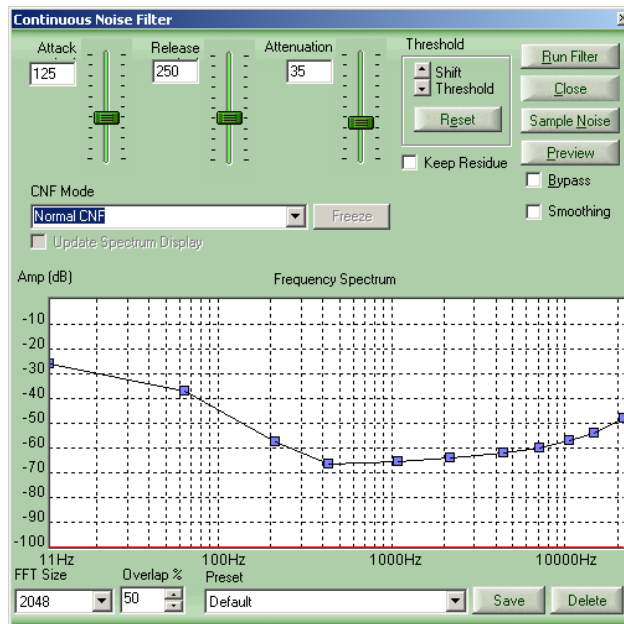 Continuous Noise Filter
Attack
125
Release
250
Attenuation
35
Threshold
Shift
Threshold
Reset
Keep Residue
Run Filter
Close
Sample Noise
Preview
Bypass
Smoothing
CNF Mode
Normal CNF
Freeze
Update Spectrum Display
Amp (dB)
Frequency Spectrum
-10
-20
-30
-40
-50
-60
-70
-80
-90
-100
11Hz 100Hz 1000Hz 10000Hz
FFT Size
2048
Overlap %
50
Preset
Default
Save
Delete